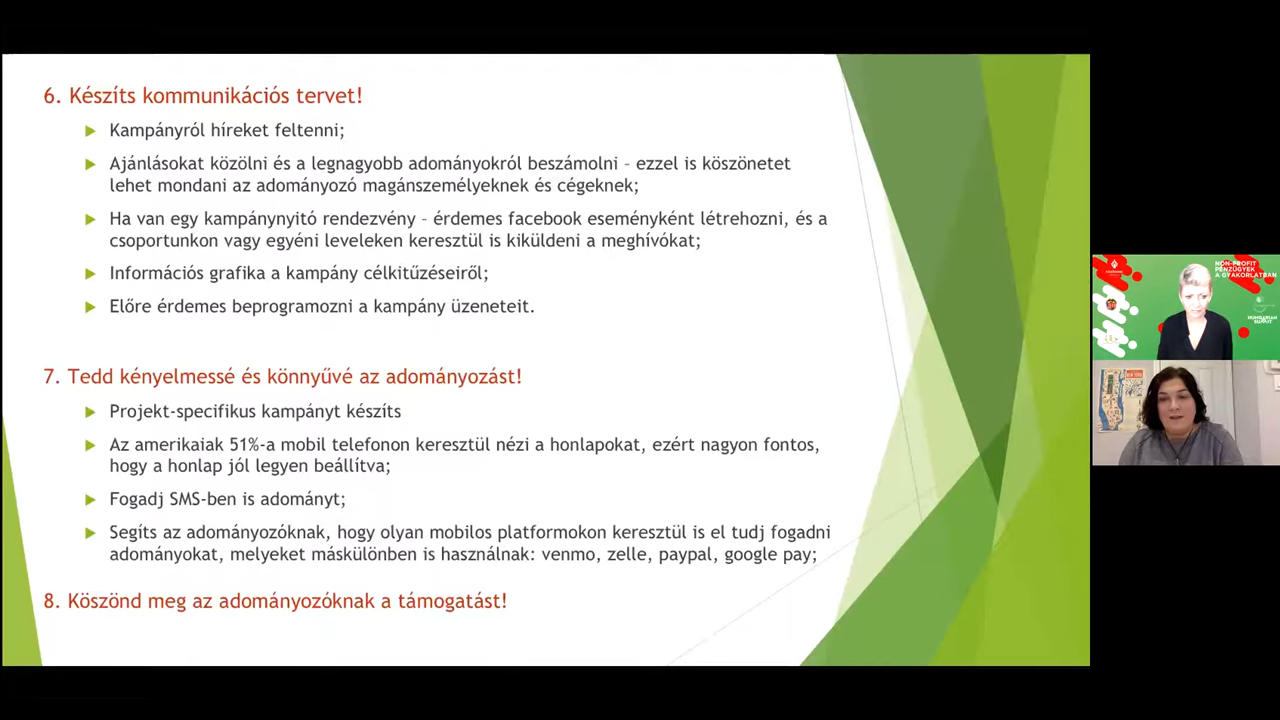 6. Készíts kommunikációs tervet!
Kampányról híreket feltenni;
Ajánlásokat közölni és a legnagyobb adományokról beszámolni – ezzel is köszönetet
lehet mondani az adományozó magánszemélyeknek és cégeknek;
Ha van egy kampánynyitó rendezvény – érdemes facebook eseményként létrehozni, és a
csoportunkon vagy egyéni leveleken keresztül is kiküldeni a meghívókat;
Információs grafika a kampány célkitűzéseiről;
Előre érdemes beprogramozni a kampány üzeneteit.
7. Tedd kényelmessé és könnyűvé az adományozást!
Projekt-specifikus kampányt készíts
Az amerikaiak 51%-a mobil telefonon keresztül nézi a honlapokat, ezért nagyon fontos,
hogy a honlap jól legyen beállítva;
Fogadj SMS-ben is adományt;
Segíts az adományozóknak, hogy olyan mobilos platformokon keresztül is el tudj fogadni
adományokat, melyeket máskülönben is használnak: venmo, zelle, paypal, google pay;
8. Köszönd meg az adományozóknak a támogatást!
NON-PROFIT
PÉNZÜGYEK
A GYAKORLATBAN
HUNGARIAN
SUMMIT